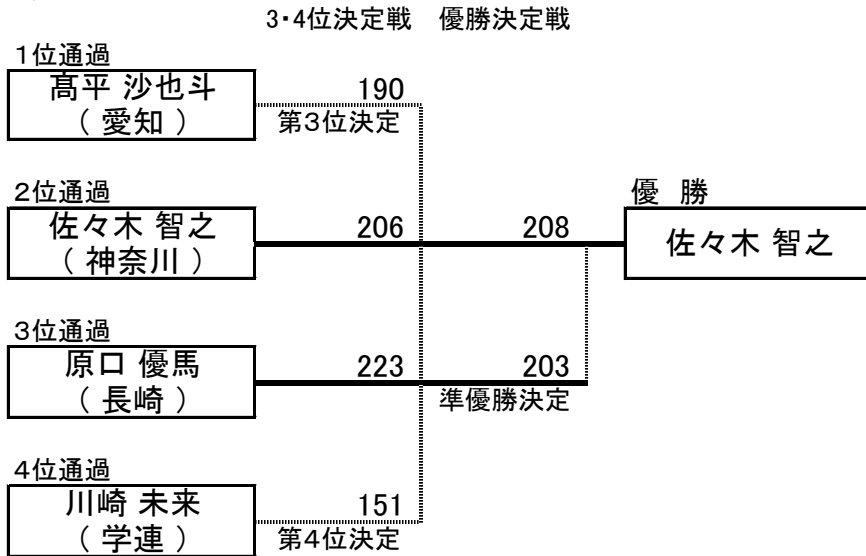 3・4位決定戦 優勝決定戦
1位通過
髙平 沙也斗
（ 愛知 ）
190
第3位決定
2位通過
佐々木 智之
（ 神奈川 ）
206
208
優 勝
佐々木 智之
3位通過
原口 優馬
（ 長崎 ）
223
203
準優勝決定
4位通過
川崎 未来
（ 学連 ）
151
第4位決定